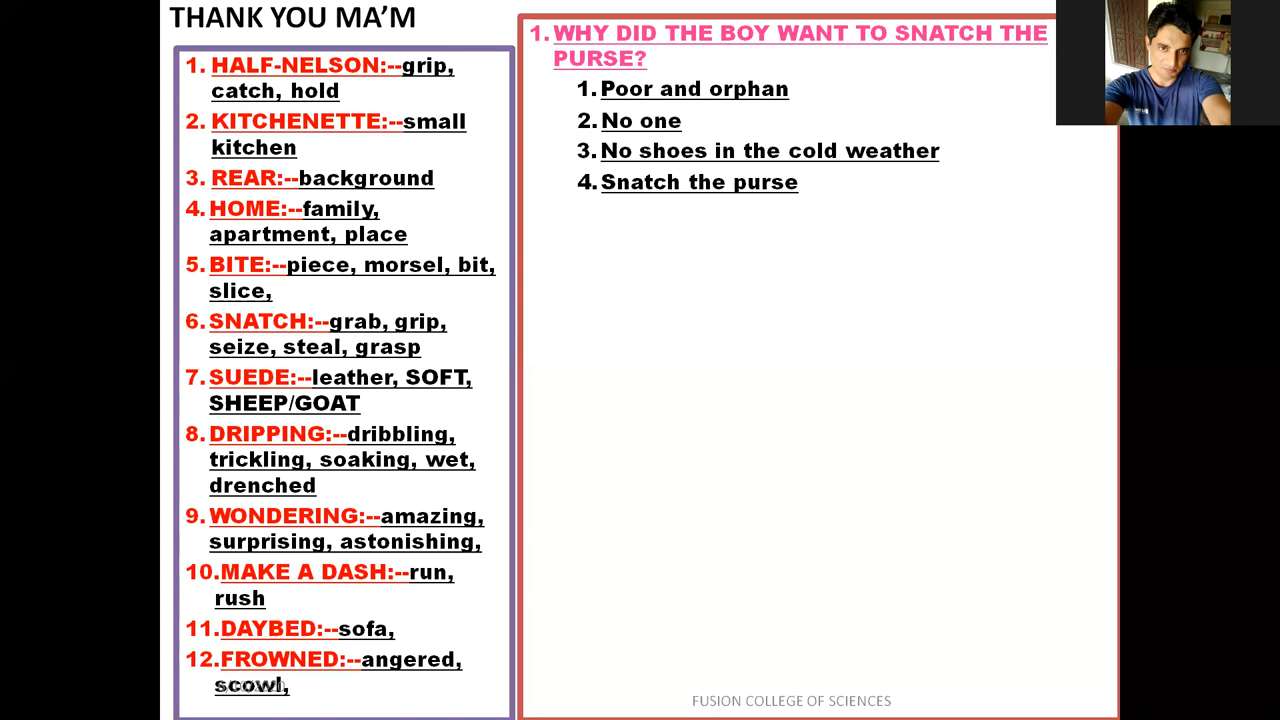 THANK YOU MA’M
1. HALF-NELSON:--grip,
catch, hold
2. KITCHENETTE:--small
kitchen
3. REAR:--background
4. HOME:--family,
apartment, place
5. BITE:--piece, morsel, bit,
slice,
6. SNATCH:--grab, grip,
seize, steal, grasp
7. SUEDE:--leather, SOFT,
SHEEP/GOAT
8. DRIPPING:--dribbling,
trickling, soaking, wet,
drenched
9. WONDERING:--amazing,
surprising, astonishing,
10. MAKE A DASH:--run,
rush
11. DAYBED:--sofa,
12. FROWNED:--angered,
scowl,
1. WHY DID THE BOY WANT TO SNATCH THE
PURSE?
1. Poor and orphan
2. No one
3. No shoes in the cold weather
4. Snatch the purse
FUSION COLLEGE OF SCIENCES